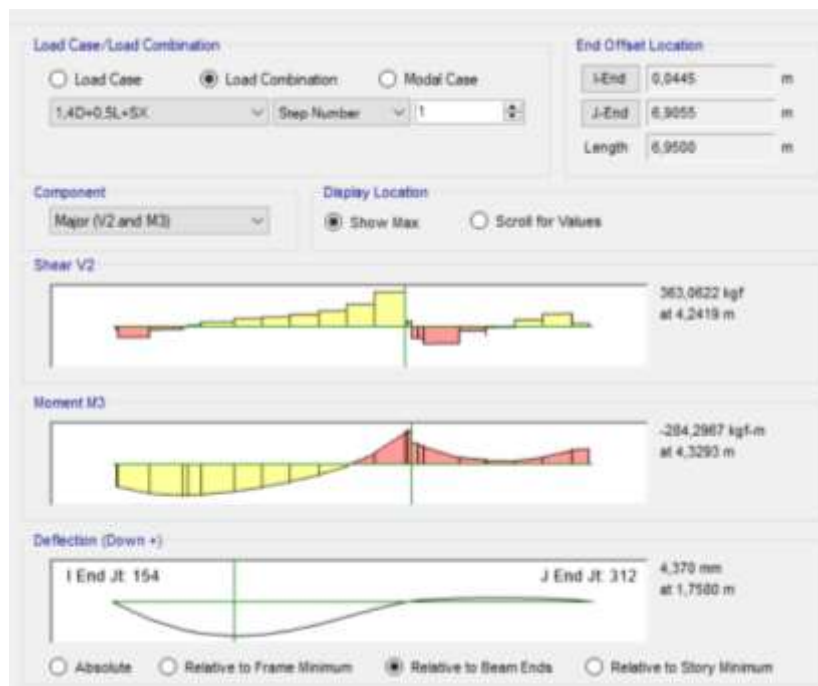 Load Case/Load Combination
End Offset Location
Load Case Load Combination Modal Case
I-End 0,0445 m
1,4D+0.5L+SX Step Number 1
J-End 6,9055 m
Length 6,9500 m
Component
Display Location
Major (V2 and M3)
Show Max Scroll for Values
Shear V2
363,0622 kgf
at 4,2419 m
Moment M3
-284,2967 kgf-m
at 4,3293 m
Deflection (Down +)
I End Jt: 154
J End Jt: 312
4,370 mm
at 1,7580 m
Absolute Relative to Frame Minimum Relative to Beam Ends Relative to Story Minimum